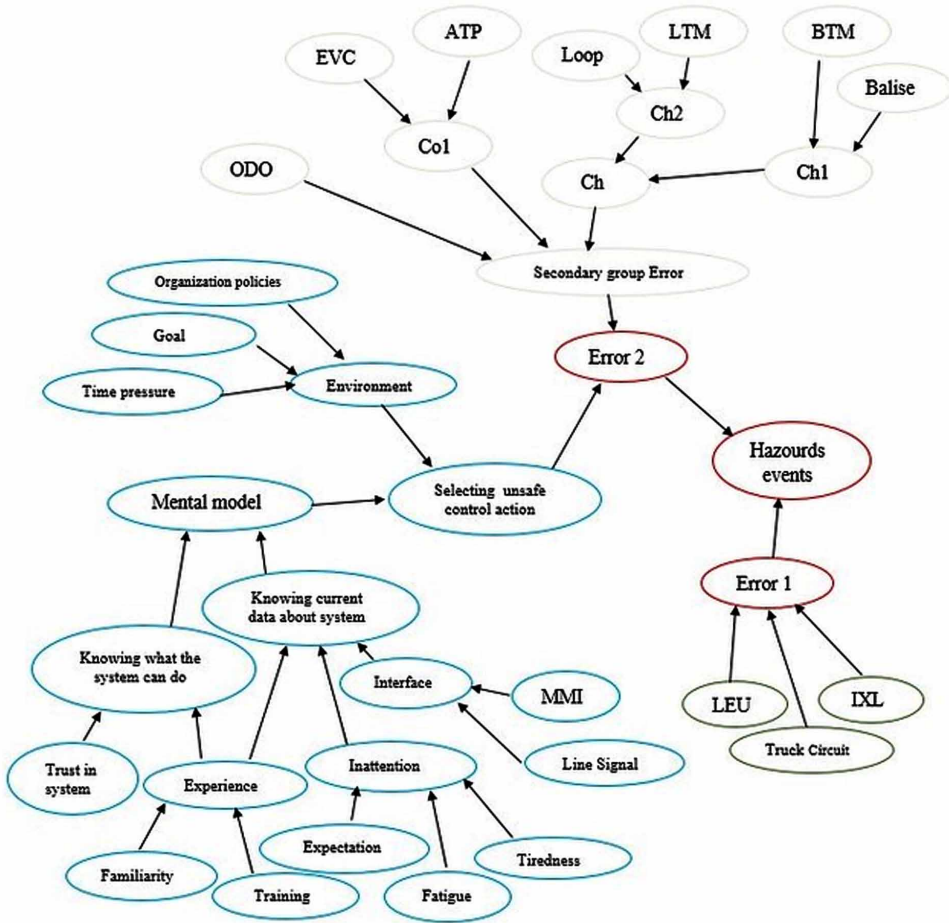 ATP
LTM
BTM
EVC
Loop
Balise
Ch2
Co1
ODO
Ch
Ch1
Secondary group Error
Organization policies
Goal
Error 2
Time pressure
Environment
Hazourds
events
Mental model
Selecting unsafe
control action
Error 1
Knowing current
data about system
Knowing what the
system can do
Interface
MMI
LEU
IXL
Truck Circuit
Trust in
system
Experience
Inattention
Line Signal
Expectation
Tiredness
Familiarity
Training
Fatigue